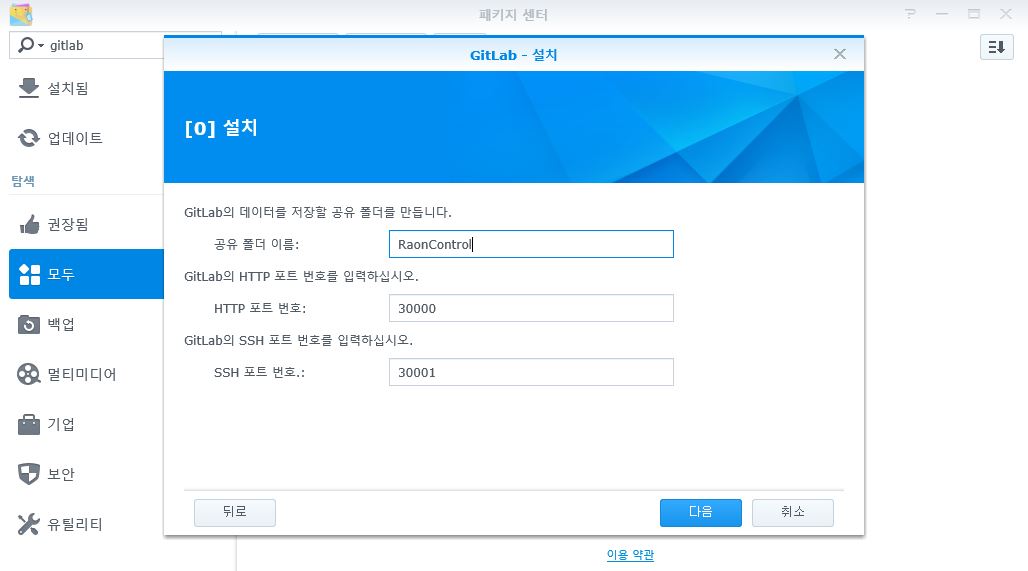 패키지 센터
gitlab
설치됨
업데이트
탐색
권장됨
모두
백업
멀티미디어
기업
보안
유틸리티
GitLab - 설치
[0] 설치
GitLab의 데이터를 저장할 공유 폴더를 만듭니다.
공유 폴더 이름: RaonControl
GitLab의 HTTP 포트 번호를 입력하십시오.
HTTP 포트 번호: 30000
GitLab의 SSH 포트 번호를 입력하십시오.
SSH 포트 번호.: 30001
뒤로 다음 취소
이용 약관